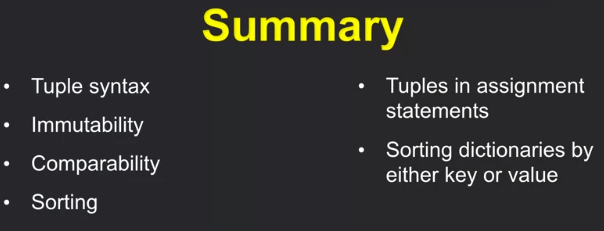 Summary
• Tuple syntax
• Immutability
• Comparability
• Sorting
• Tuples in assignment
statements
• Sorting dictionaries by
either key or value